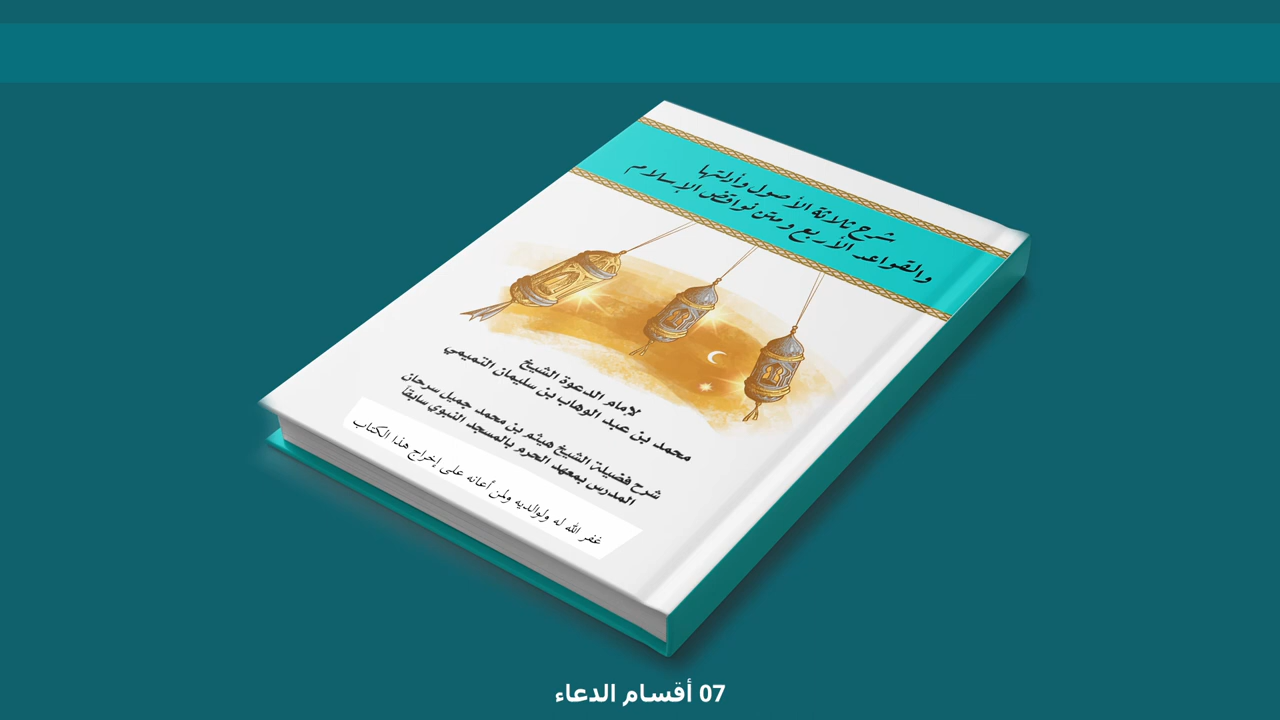 شرح ثلاثة الأصول وأدلتها
والقواعد الأربع ومتن نواقض الإسلام
لإمام الدعوة الشيخ
محمد بن عبد الوهاب بن سليمان التميمي
شرح فضيلة الشيخ هيثم بن محمد جميل سرحان
المدرس بمعهد الحرم بالمسجد النبوي سابقاً
غفر الله له ولوالديه ولمن أعانه على إخراج هذا الكتاب
07 أقسام الدعاء